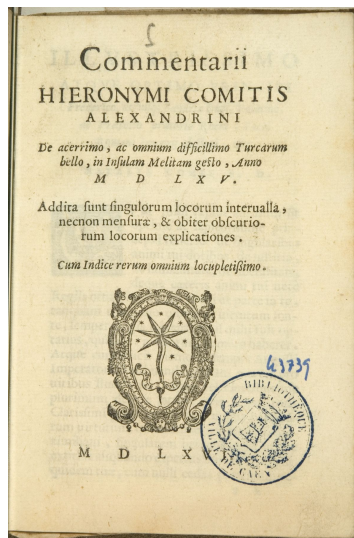 Commentarii
HIERONYMI COMITIS
ALEXANDRINI
De acerrimo, ac omnium difficillimo Turcarum
bello, in Insulam Melitam gesto, Anno
M D LXV.
Addita sunt singulorum locorum interualla,
necnon mensuræ, & obiter obscurio-
rum locorum explicationes.
Cum Indice rerum omnium locupletißimo.
43739
BIBLIOTHÈQUE
VILLE DE CAEN
M D LXV